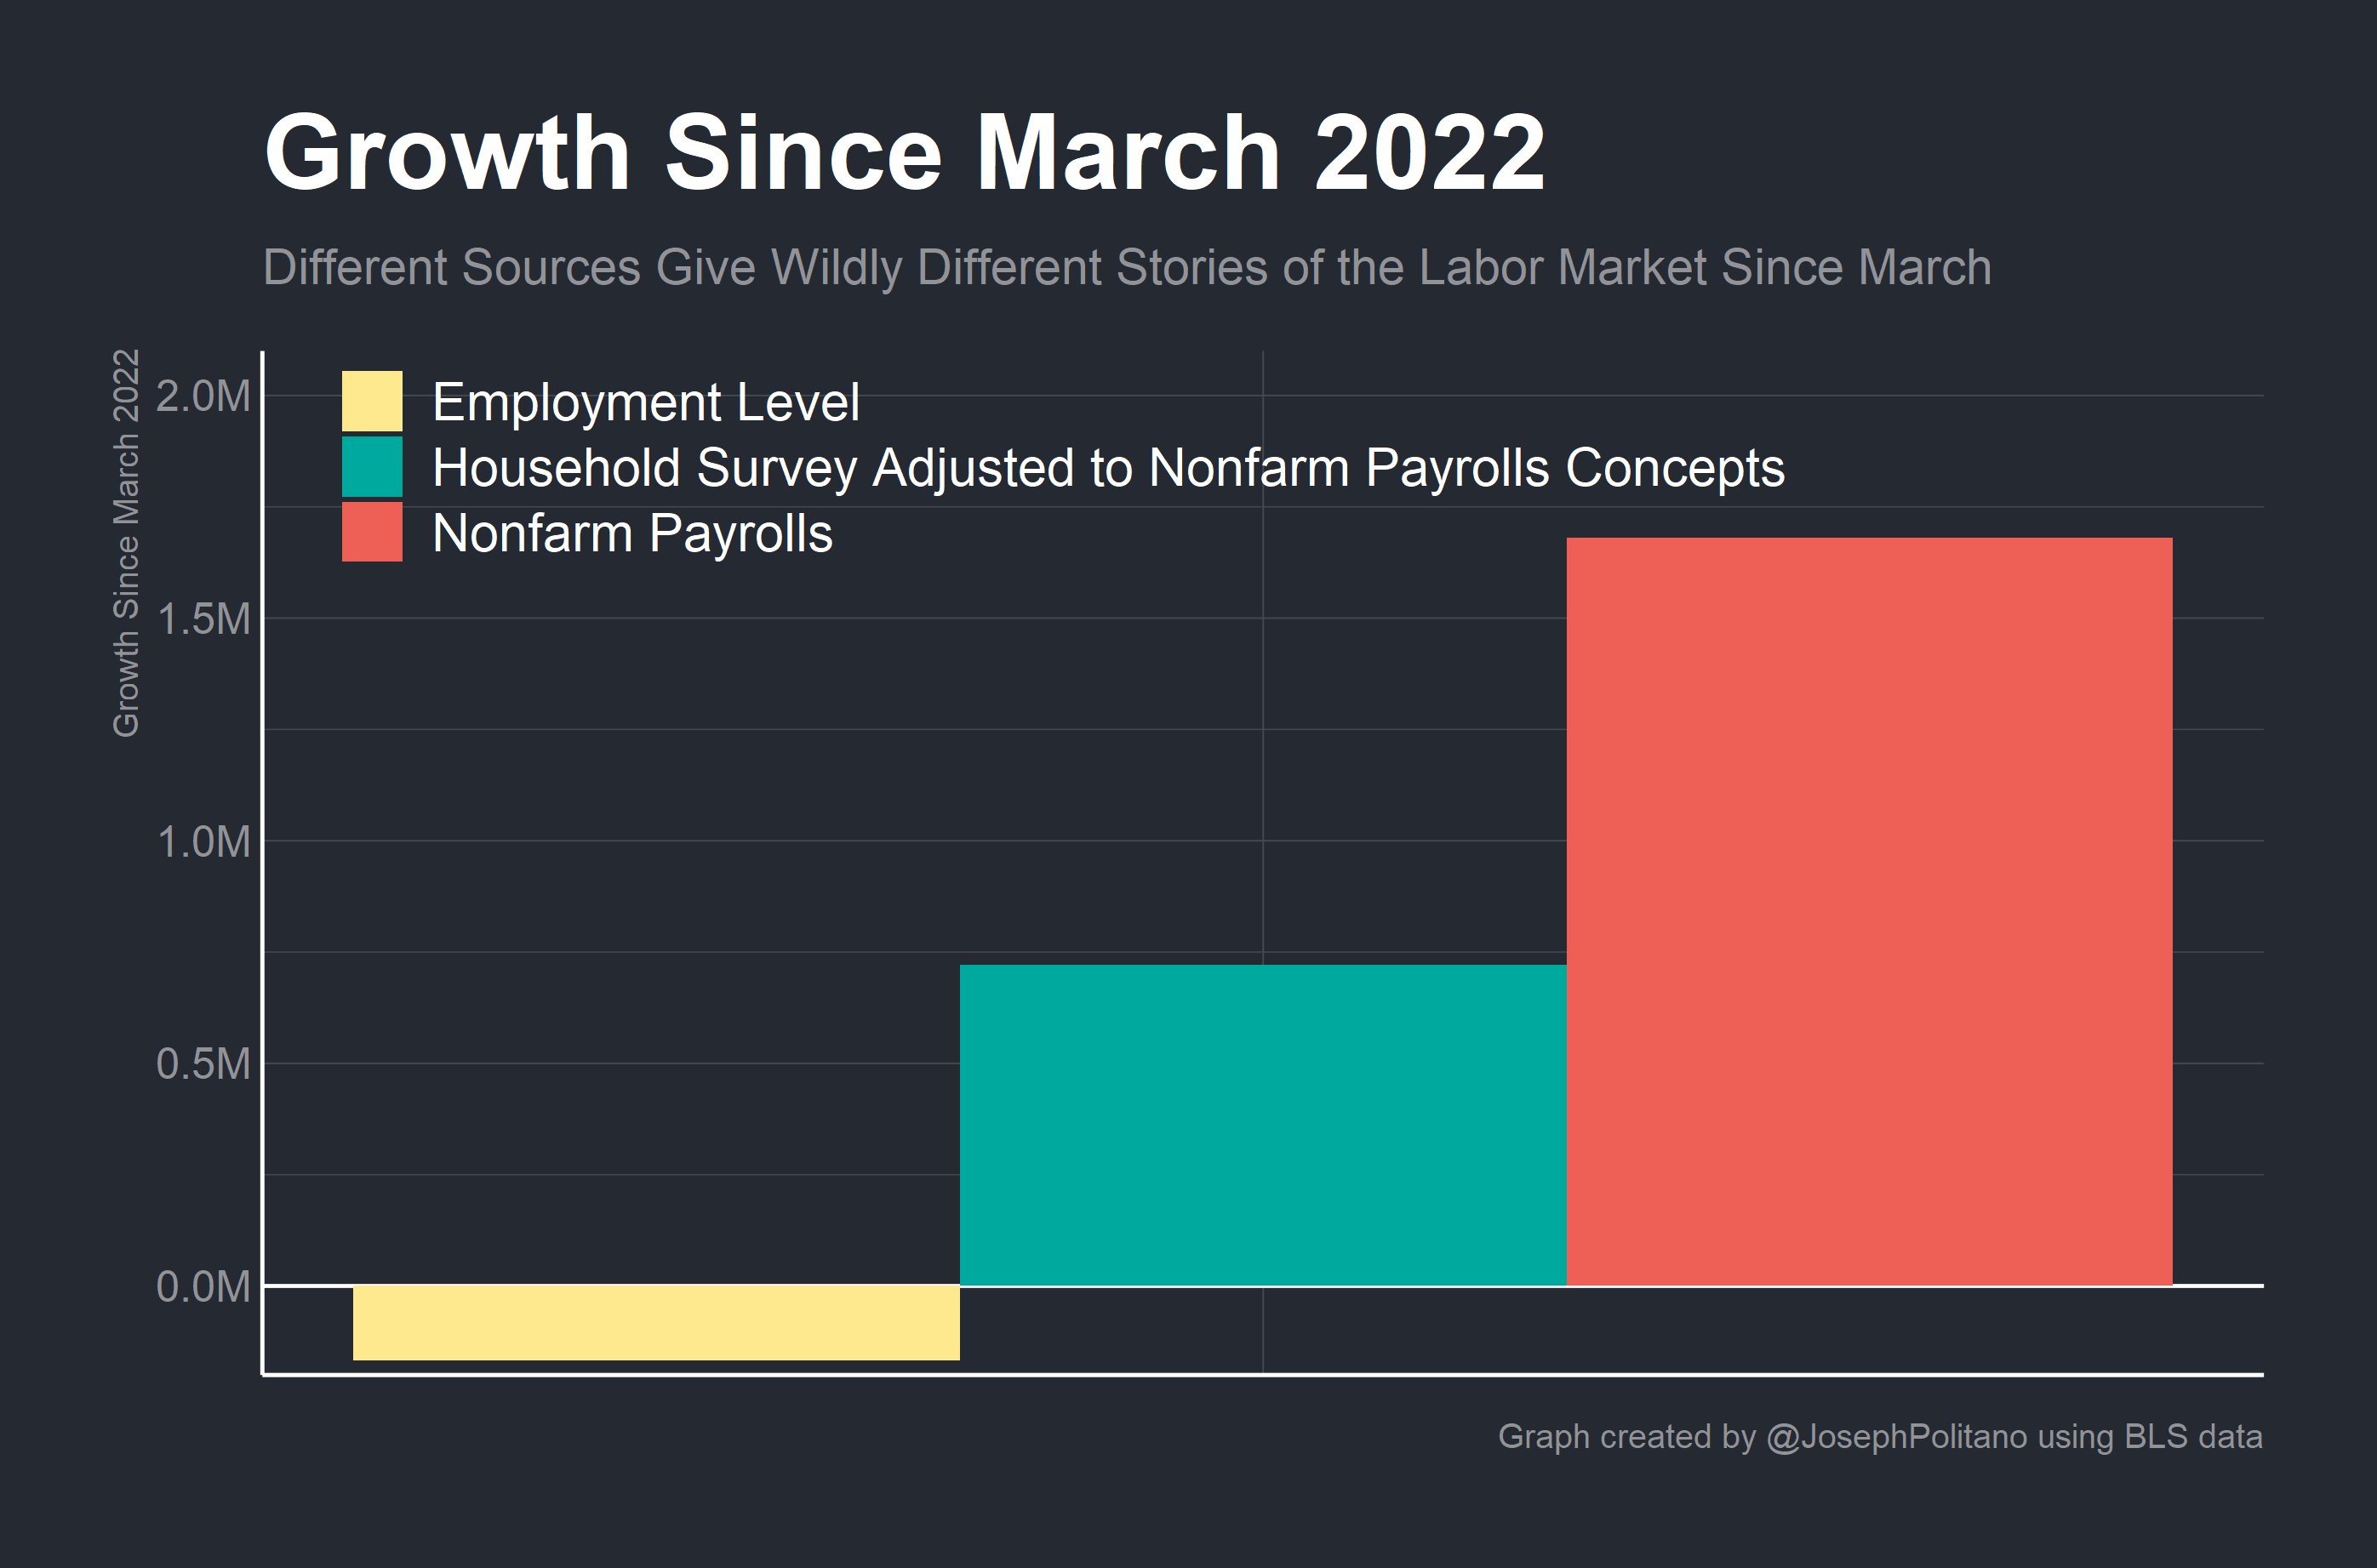 Growth Since March 2022
Different Sources Give Wildly Different Stories of the Labor Market Since March
Growth Since March 2022
2.0M
1.5M
1.0M
0.5M
0.0M
Employment Level
Household Survey Adjusted to Nonfarm Payrolls Concepts
Nonfarm Payrolls
Graph created by @JosephPolitano using BLS data